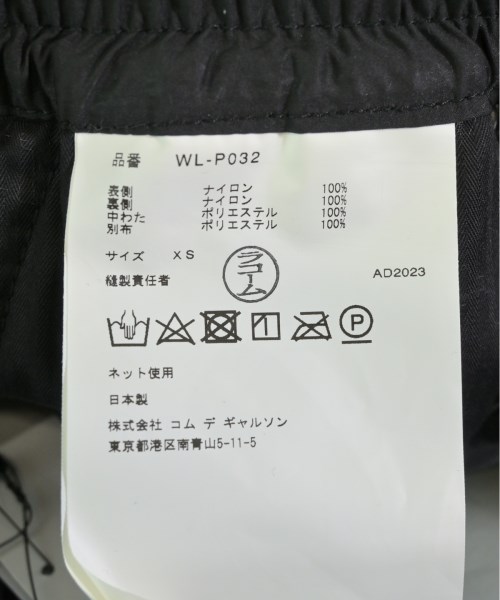 品番 WL-P032
表側 ナイロン 100%
裏側 ナイロン 100%
中わた ポリエステル 100%
別布 ポリエステル 100%
サイズ XS
縫製責任者 ラコーム AD2023
P
ネット使用
日本製
株式会社 コム デ ギャルソン
東京都港区南青山5-11-5